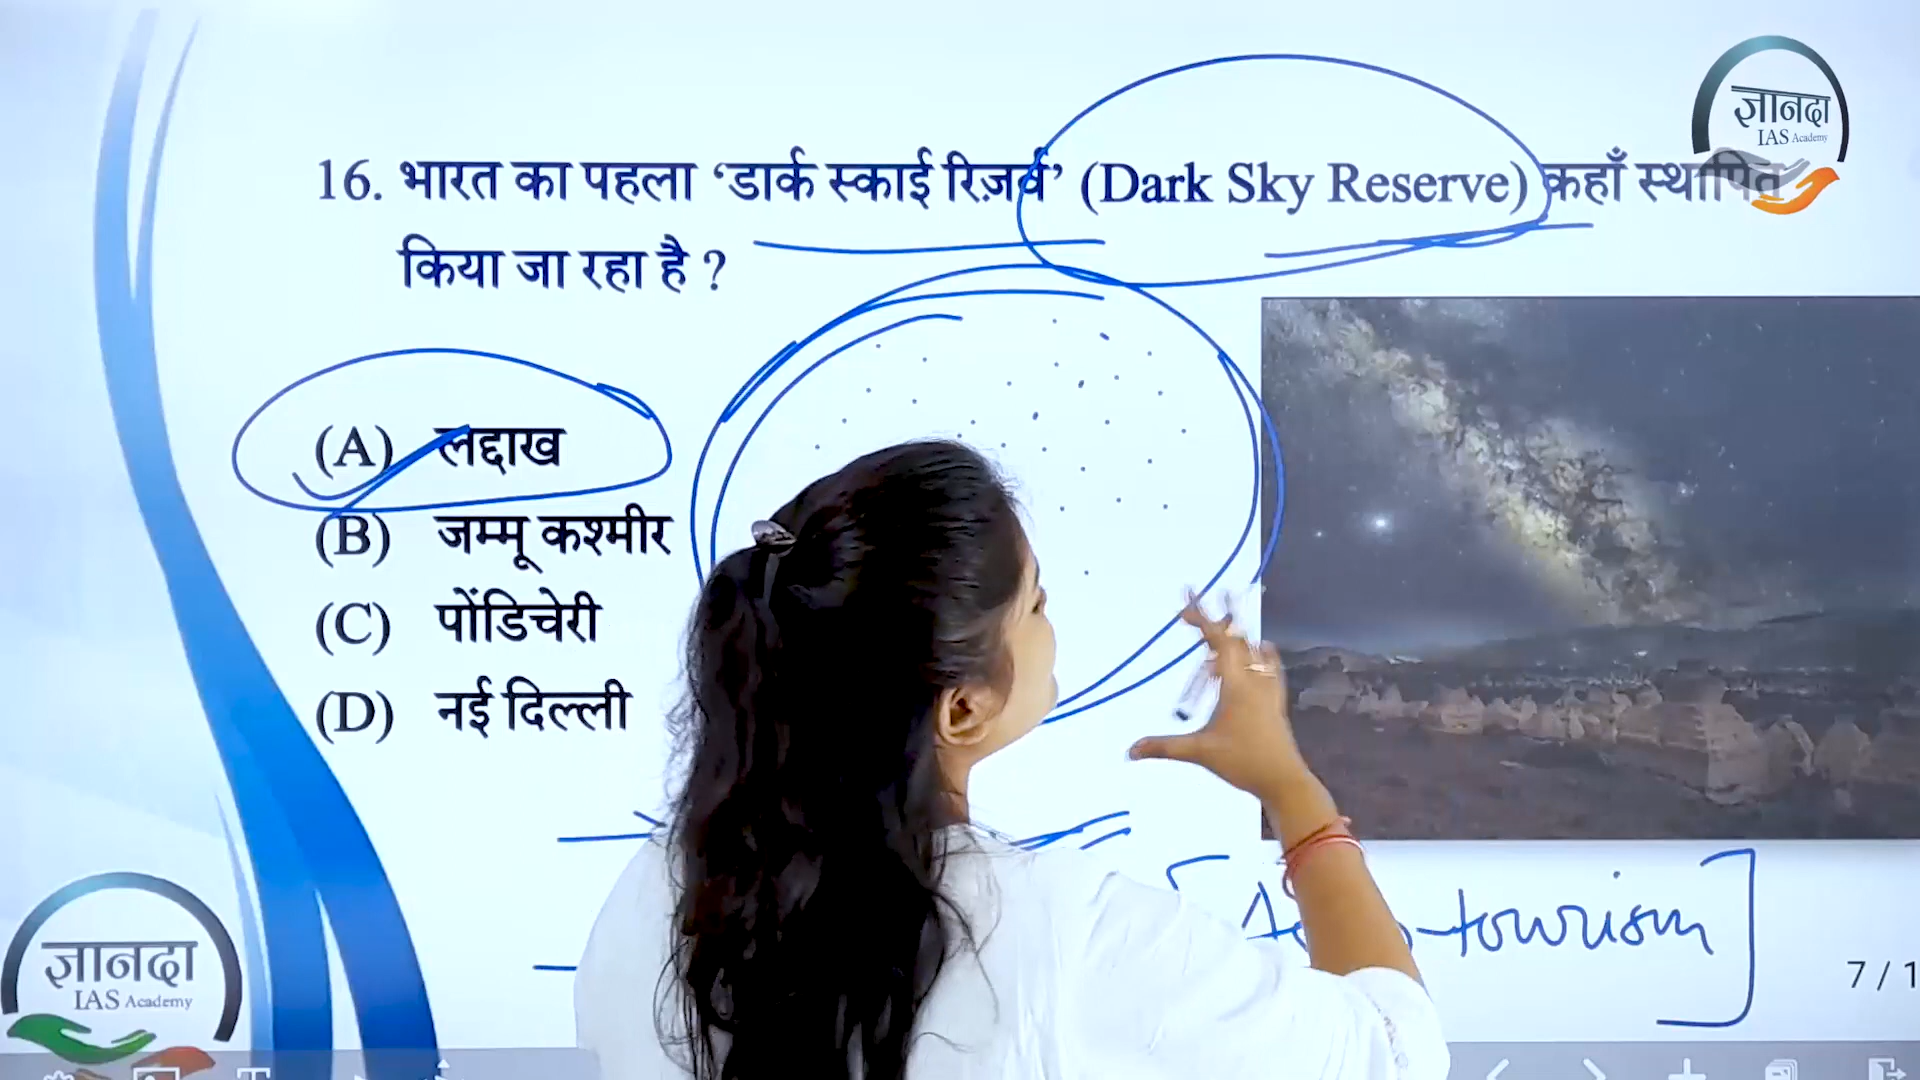 ज्ञानदा
IAS Academy
16. भारत का पहला ‘डार्क स्काई रिज़र्व’ (Dark Sky Reserve) कहाँ स्थापित
किया जा रहा है ?
(A) लद्दाख
(B) जम्मू कश्मीर
(C) पोंडिचेरी
(D) नई दिल्ली
-tourism]
7 / 1
ज्ञानदा
IAS Academy